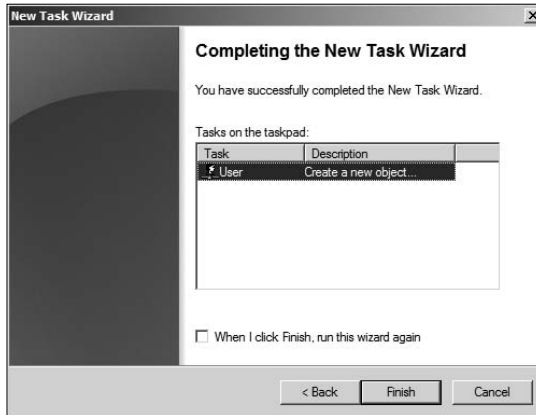 New Task Wizard
Completing the New Task Wizard
You have successfully completed the New Task Wizard.
Tasks on the taskpad:
Task Description
User Create a new object...
When I click Finish, run this wizard again
< Back Finish Cancel